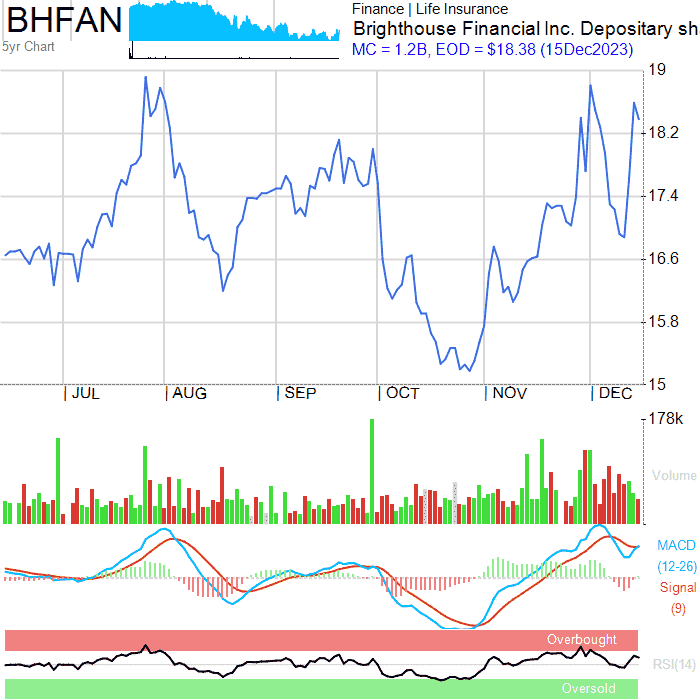 BHFAN
5yr Chart
Finance | Life Insurance
Brighthouse Financial Inc. Depositary sh
MC = 1.2B, EOD = $18.38 (15Dec2023)
19
18.2
17.4
16.6
15.8
15
| JUL | AUG | SEP | OCT | NOV | DEC
178k
Volume
MACD
(12-26)
Signal
(9)
Overbought
RSI(14)
Oversold